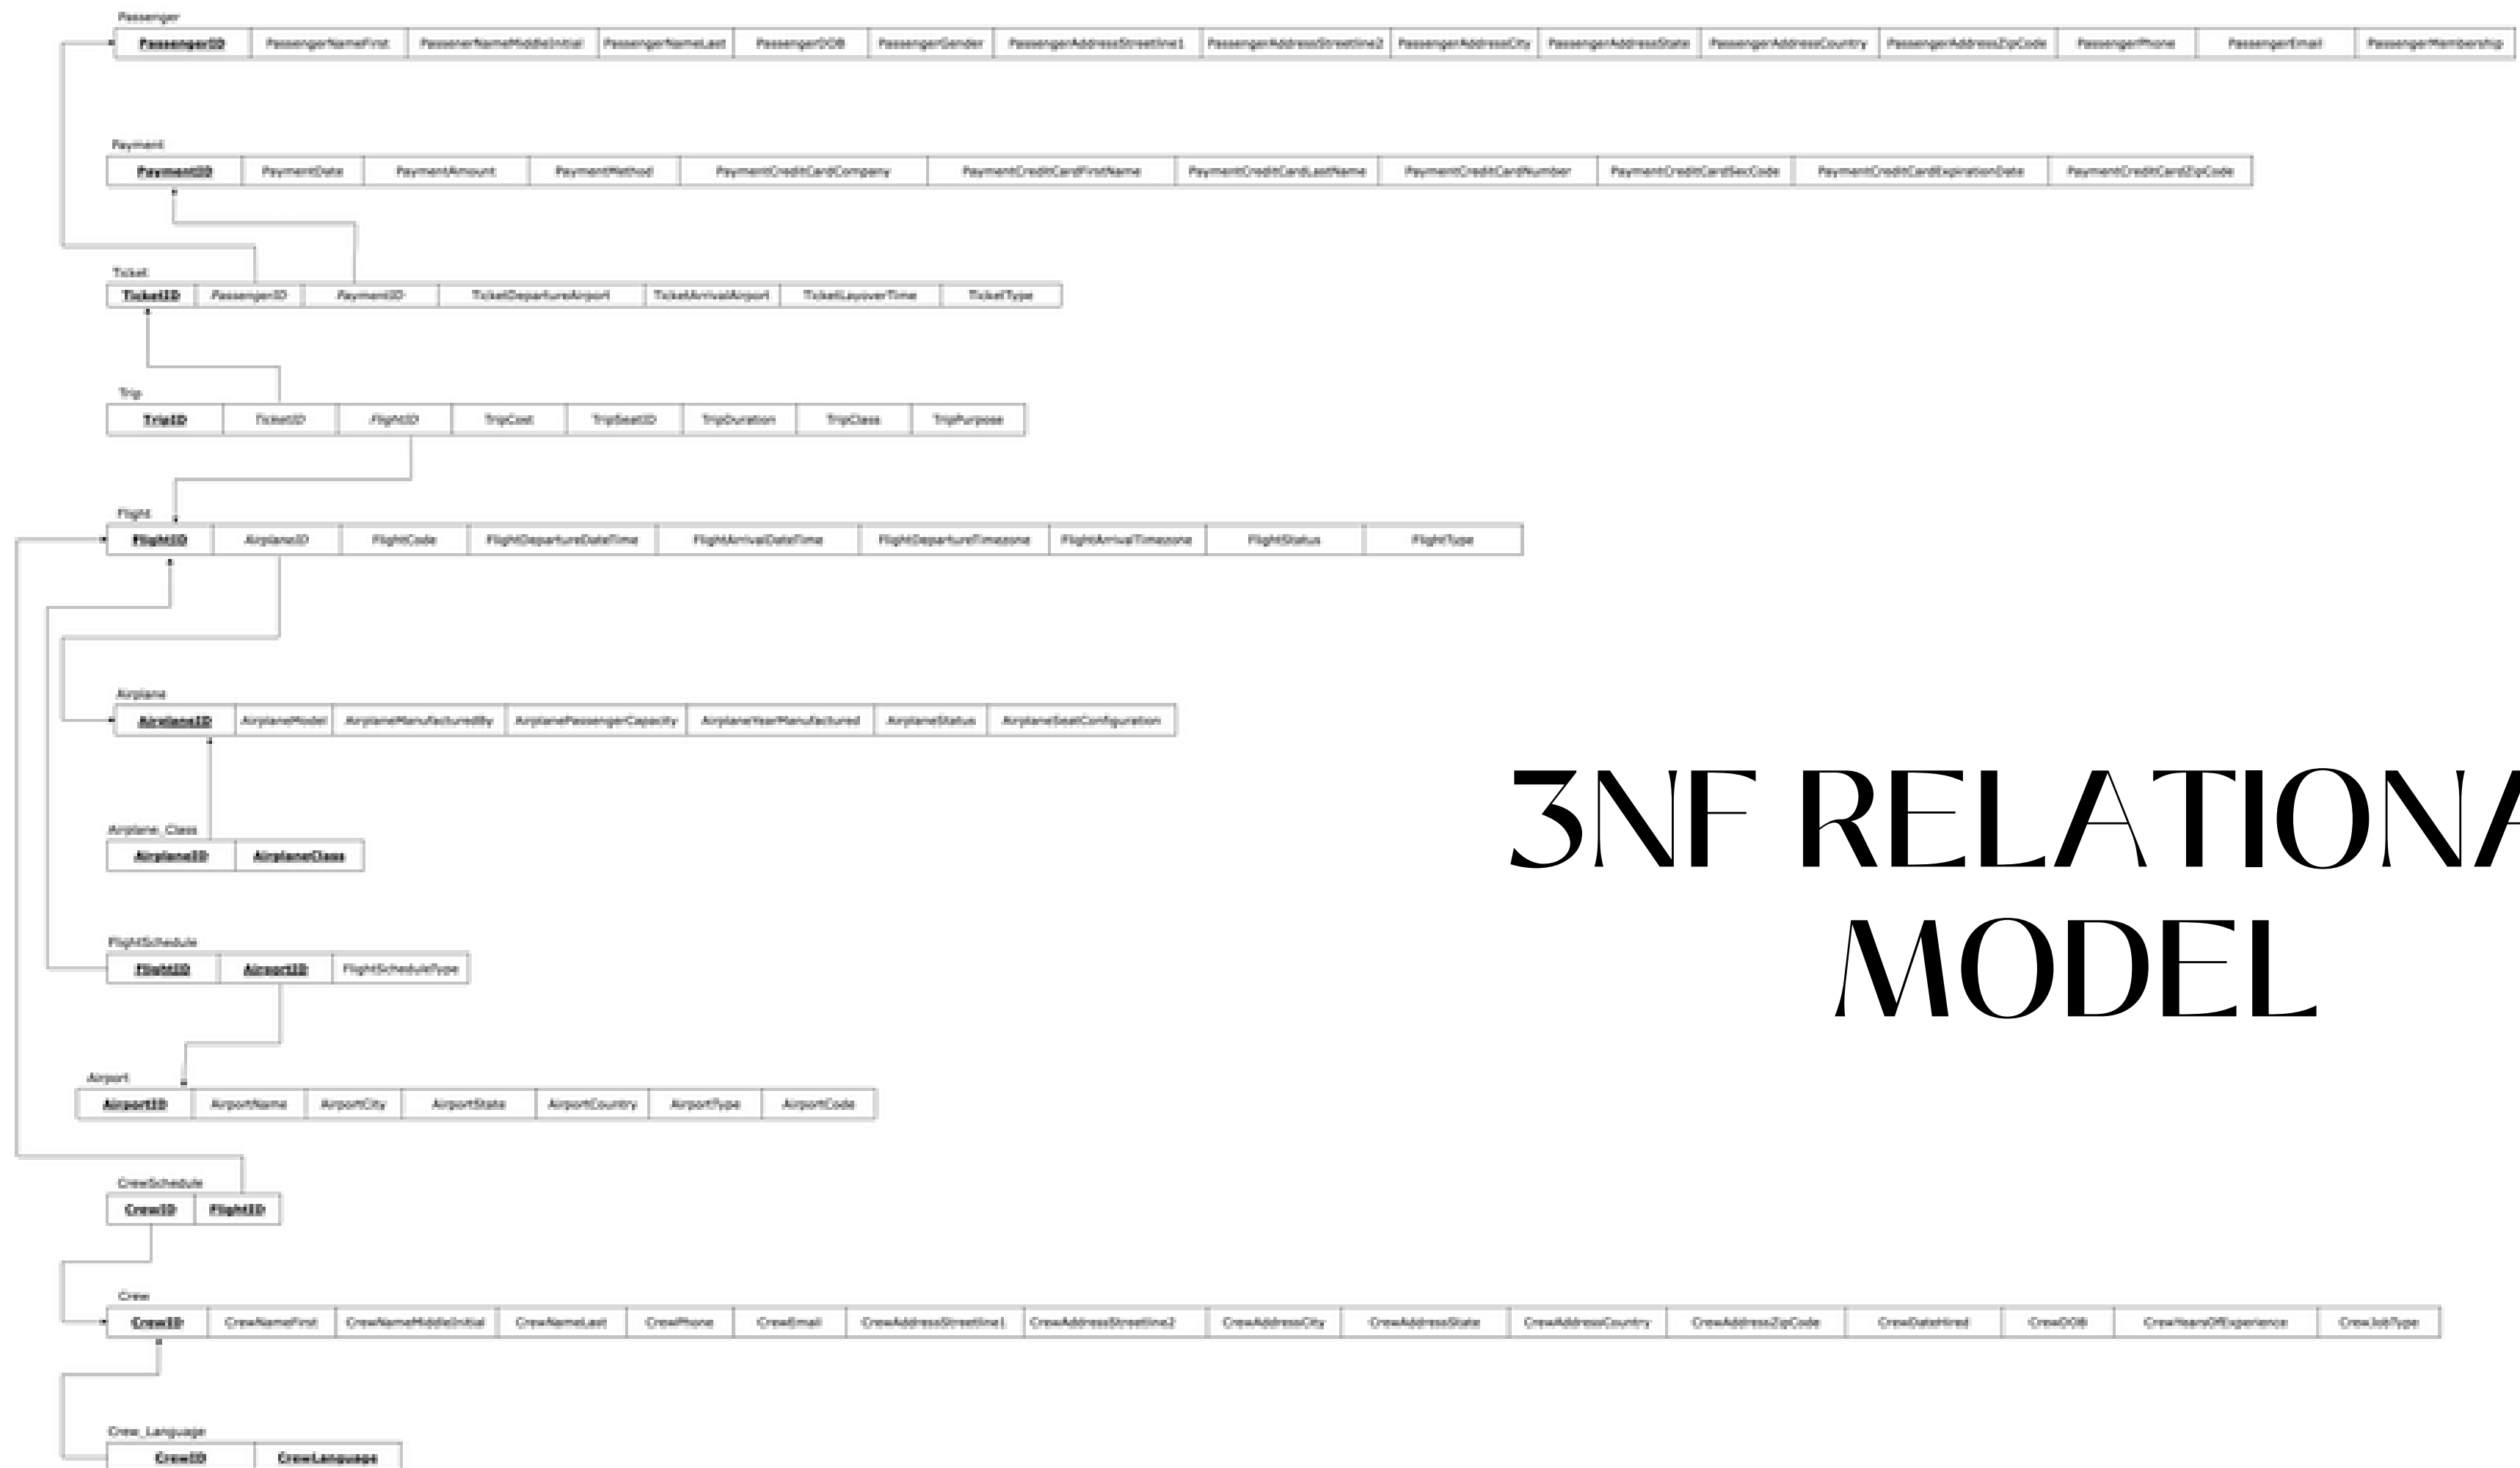 Passenger
PassengerID PassengerNameFirst PassenerNameMiddleInitial PassengerNameLast PassengerDOB PassengerGender PassengerAddressStreetline1 PassengerAddressStreetline2 PassengerAddressCity PassengerAddressState PassengerAddressCountry PassengerAddressZipCode PassengerPhone PassengerEmail PassengerMembership
Payment
PaymentID PaymentDate PaymentAmount PaymentMethod PaymentCreditCardCompany PaymentCreditCardFirstName PaymentCreditCardLastName PaymentCreditCardNumber PaymentCreditCardSecCode PaymentCreditCardExpirationDate PaymentCreditCardZipCode
Ticket
TicketID PassengerID PaymentID TicketDepartureAirport TicketArrivalAirport TicketLayoverTime TicketType
Trip
TripID TicketID FlightID TripCost TripSeatID TripDuration TripClass TripPurpose
Flight
FlightID AirplaneID FlightCode FlightDepartureDateTime FlightArrivalDateTime FlightDepartureTimezone FlightArrivalTimezone FlightStatus FlightType
Airplane
AirplaneID AirplaneModel AirplaneManufacturedBy AirplanePassengerCapacity AirplaneYearManufactured AirplaneStatus AirplaneSeatConfiguration
Airplane_Class
AirplaneID AirplaneClass
3NF RELATIONA
MODEL
FlightSchedule
FlightID AirportID FlightScheduleType
Airport
AirportID AirportName AirportCity AirportState AirportCountry AirportType AirportCode
CrewSchedule
CrewID FlightID
Crew
CrewID CrewNameFirst CrewNameMiddleInitial CrewNameLast CrewPhone CrewEmail CrewAddressStreetline1 CrewAddressStreetline2 CrewAddressCity CrewAddressState CrewAddressCountry CrewAddressZipCode CrewDateHired CrewDOB CrewYearsOfExperience CrewJobType
Crew_Language
CrewID CrewLanguage